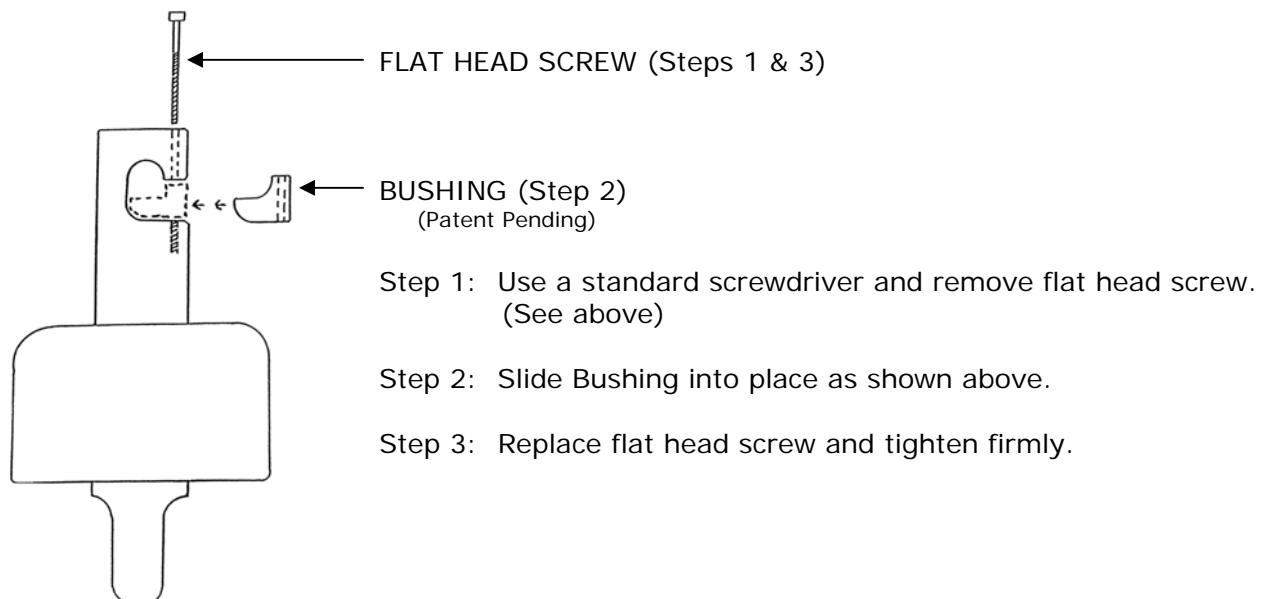 FLAT HEAD SCREW (Steps 1 & 3)
BUSHING (Step 2)
(Patent Pending)
Step 1: Use a standard screwdriver and remove flat head screw.
(See above)
Step 2: Slide Bushing into place as shown above.
Step 3: Replace flat head screw and tighten firmly.